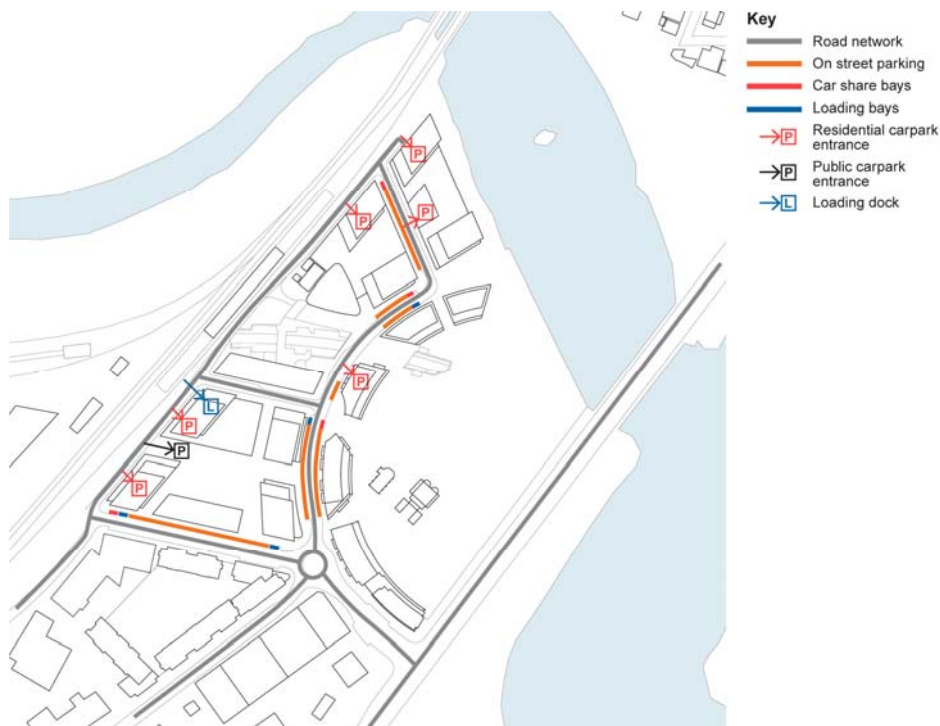 Key
Road network
On street parking
Car share bays
Loading bays
P
Residential carpark
entrance
P
Public carpark
entrance
L
Loading dock
P
P
P
P
L
P
P
P